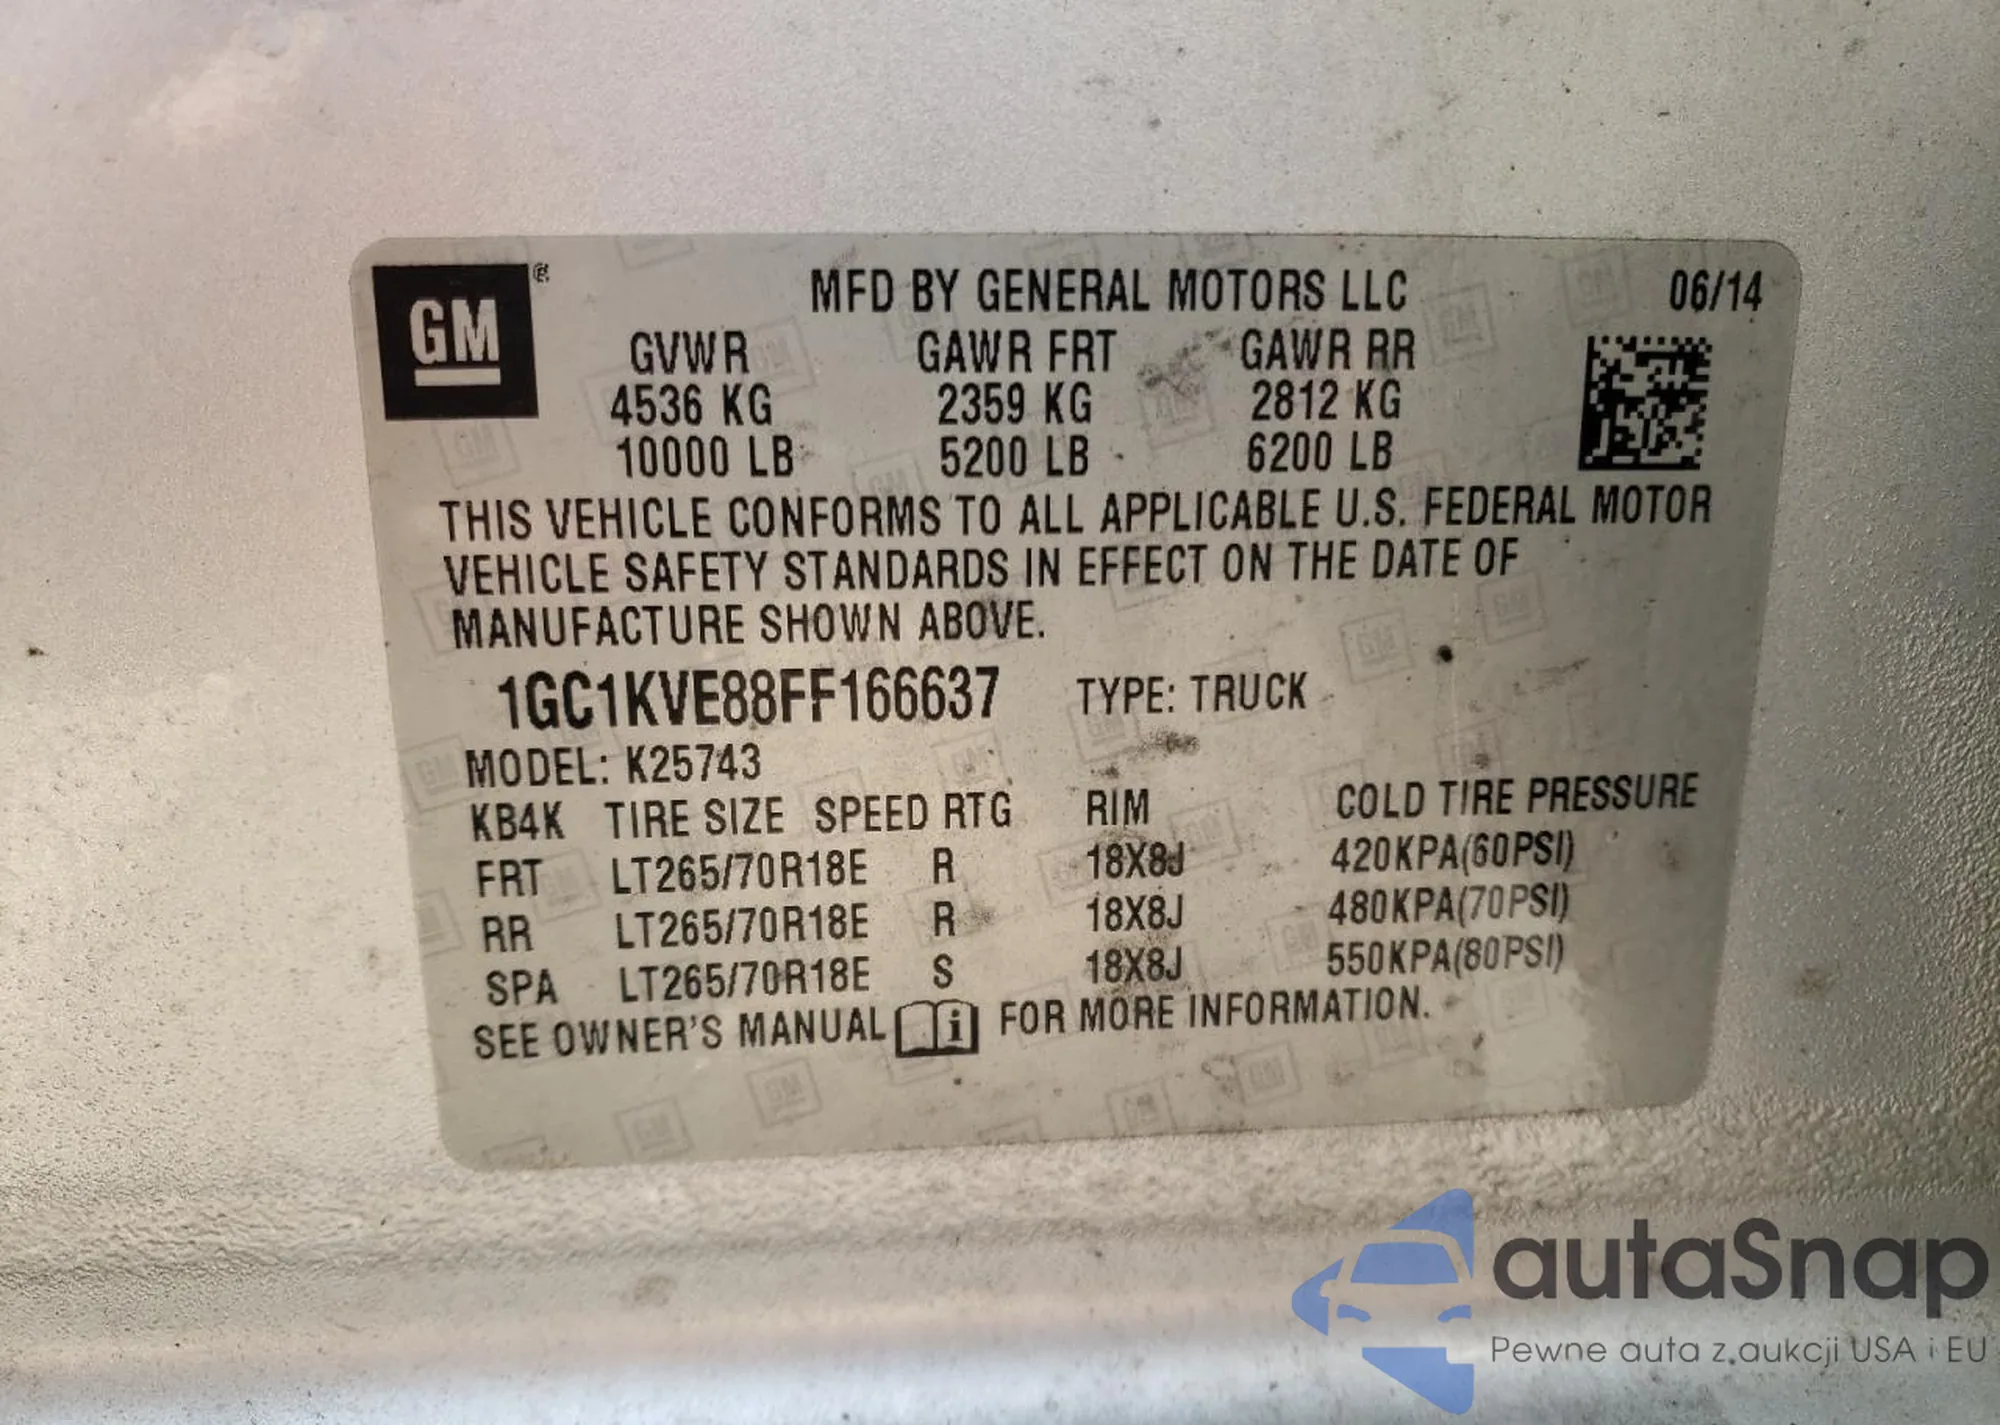 GM ®
MFD BY GENERAL MOTORS LLC 06/14
GVWR GAWR FRT GAWR RR
4536 KG 2359 KG 2812 KG
10000 LB 5200 LB 6200 LB
THIS VEHICLE CONFORMS TO ALL APPLICABLE U.S. FEDERAL MOTOR
VEHICLE SAFETY STANDARDS IN EFFECT ON THE DATE OF
MANUFACTURE SHOWN ABOVE.
1GC1KVE88FF166637 TYPE: TRUCK
MODEL: K25743
KB4K TIRE SIZE SPEED RTG RIM COLD TIRE PRESSURE
FRT LT265/70R18E R 18X8J 420KPA(60PSI)
RR LT265/70R18E R 18X8J 480KPA(70PSI)
SPA LT265/70R18E S 18X8J 550KPA(80PSI)
SEE OWNER'S MANUAL i FOR MORE INFORMATION.
autaSnap
Pewne auta z aukcji USA i EU